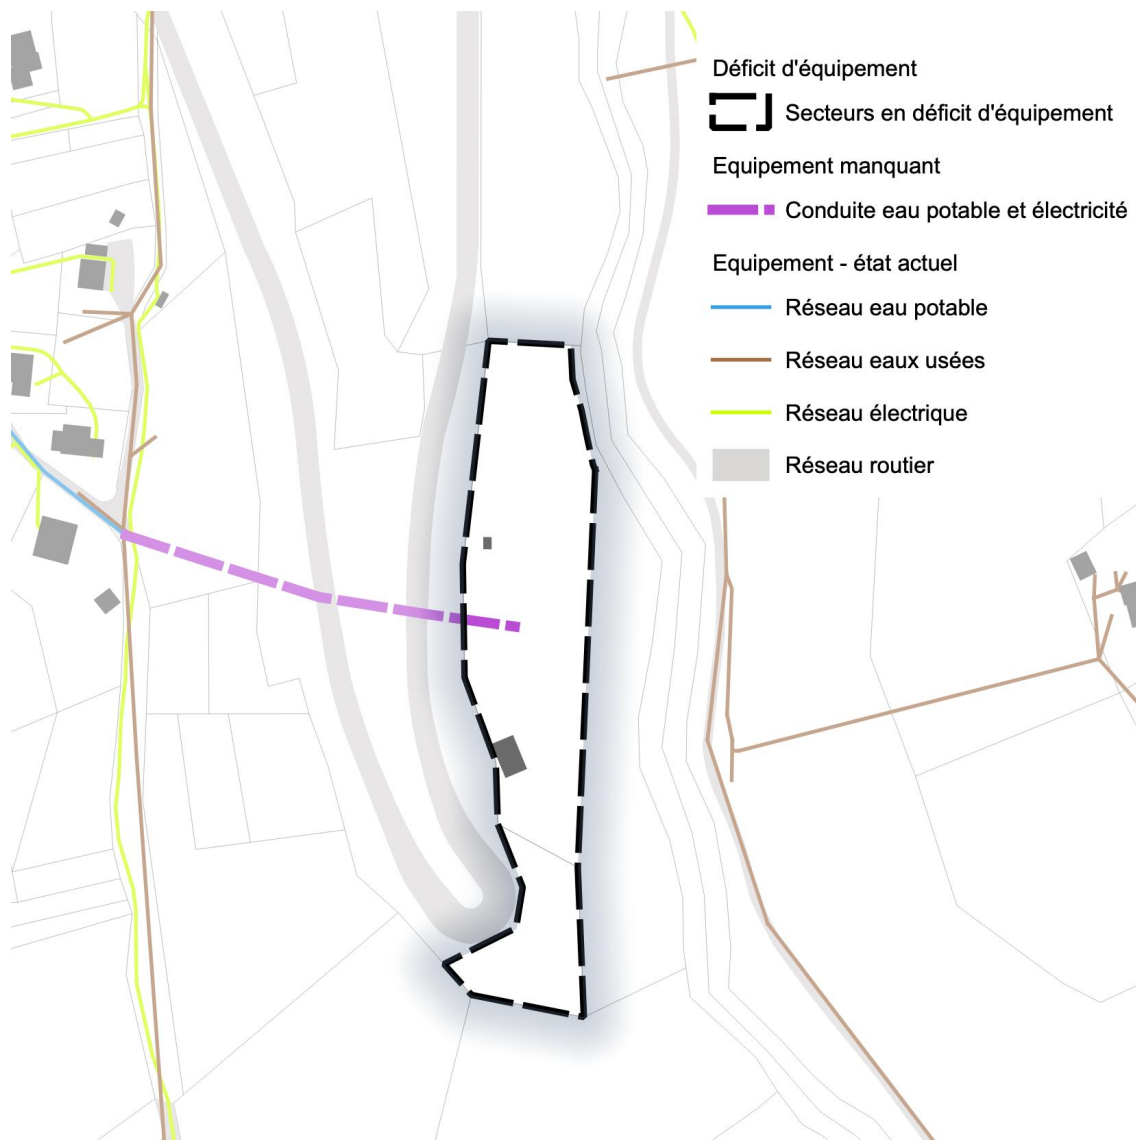 Déficit d'équipement
Secteurs en déficit d'équipement
Equipement manquant
Conduite eau potable et électricité
Equipement - état actuel
Réseau eau potable
Réseau eaux usées
Réseau électrique
Réseau routier